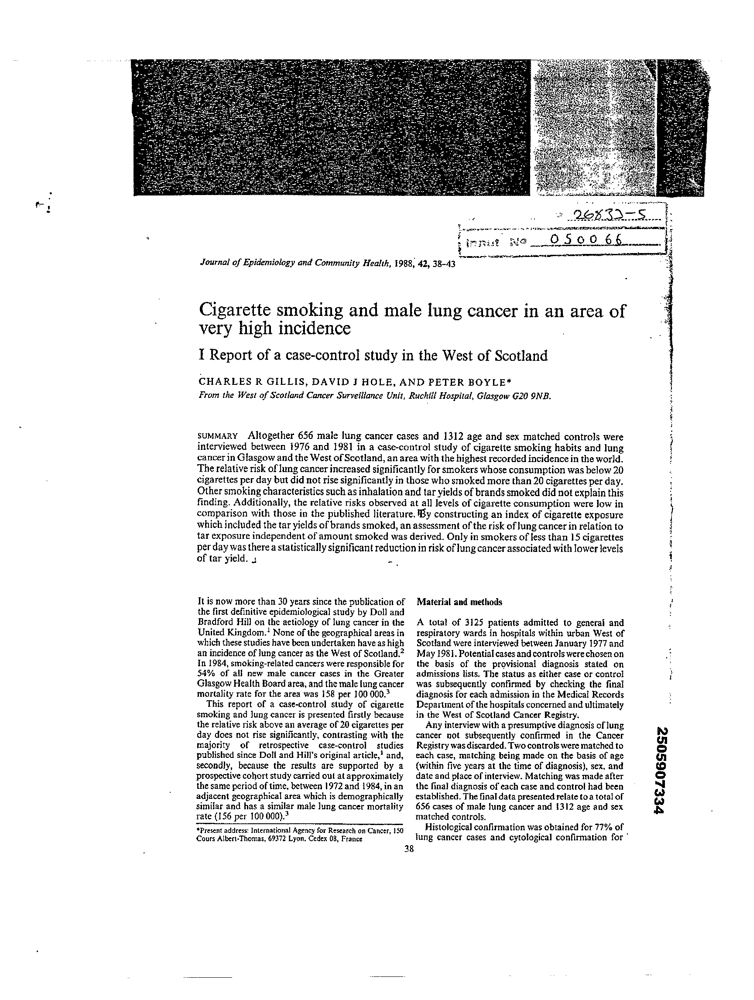 26832-5
Input No 050066
Journal of Epidemiology and Community Health, 1988, 42, 38-43
Cigarette smoking and male lung cancer in an area of
very high incidence
I Report of a case-control study in the West of Scotland
CHARLES R GILLIS, DAVID J HOLE, AND PETER BOYLE*
From the West of Scotland Cancer Surveillance Unit, Ruchill Hospital, Glasgow G20 9NB.
SUMMARY Altogether 656 male lung cancer cases and 1312 age and sex matched controls were
interviewed between 1976 and 1981 in a case-control study of cigarette smoking habits and lung
cancer in Glasgow and the West of Scotland, an area with the highest recorded incidence in the world.
The relative risk of lung cancer increased significantly for smokers whose consumption was below 20
cigarettes per day but did not rise significantly in those who smoked more than 20 cigarettes per day.
Other smoking characteristics such as inhalation and tar yields of brands smoked did not explain this
finding. Additionally, the relative risks observed at all levels of cigarette consumption were low in
comparison with those in the published literature. By constructing an index of cigarette exposure
which included the tar yields of brands smoked, an assessment of the risk of lung cancer in relation to
tar exposure independent of amount smoked was derived. Only in smokers of less than 15 cigarettes
per day was there a statistically significant reduction in risk of lung cancer associated with lower levels
of tar yield.
It is now more than 30 years since the publication of
the first definitive epidemiological study by Doll and
Bradford Hill on the aetiology of lung cancer in the
United Kingdom.1 None of the geographical areas in
which these studies have been undertaken have as high
an incidence of lung cancer as the West of Scotland.2
In 1984, smoking-related cancers were responsible for
54% of all new male cancer cases in the Greater
Glasgow Health Board area, and the male lung cancer
mortality rate for the area was 158 per 100 000.3
This report of a case-control study of cigarette
smoking and lung cancer is presented firstly because
the relative risk above an average of 20 cigarettes per
day does not rise significantly, contrasting with the
majority of retrospective case-control studies
published since Doll and Hill's original article,1 and,
secondly, because the results are supported by a
prospective cohort study carried out at approximately
the same period of time, between 1972 and 1984, in an
adjacent geographical area which is demographically
similar and has a similar male lung cancer mortality
rate (156 per 100 000).3
*Present address: International Agency for Research on Cancer, 150
Cours Albert-Thomas, 69372 Lyon, Cedex 08, France
Material and methods
A total of 3125 patients admitted to general and
respiratory wards in hospitals within urban West of
Scotland were interviewed between January 1977 and
May 1981. Potential cases and controls were chosen on
the basis of the provisional diagnosis stated on
admissions lists. The status as either case or control
was subsequently confirmed by checking the final
diagnosis for each admission in the Medical Records
Department of the hospitals concerned and ultimately
in the West of Scotland Cancer Registry.
Any interview with a presumptive diagnosis of lung
cancer not subsequently confirmed in the Cancer
Registry was discarded. Two controls were matched to
each case, matching being made on the basis of age
(within five years at the time of diagnosis), sex, and
date and place of interview. Matching was made after
the final diagnosis of each case and control had been
established. The final data presented relate to a total of
656 cases of male lung cancer and 1312 age and sex
matched controls.
Histological confirmation was obtained for 77% of
lung cancer cases and cytological confirmation for
38
2505907334